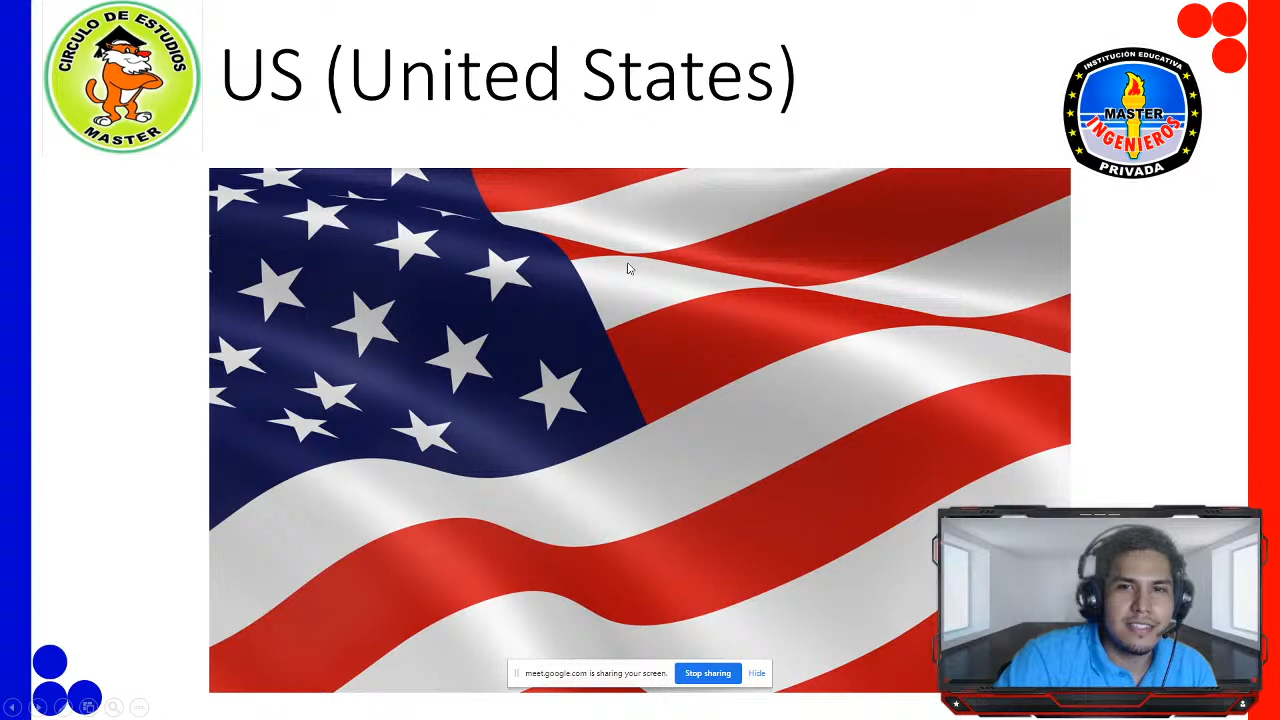 CIRCULO DE ESTUDIOS
MASTER
US (United States)
INSTITUCIÓN EDUCATIVA
MASTER
INGENIEROS
PRIVADA
meet.google.com is sharing your screen.
Stop sharing
Hide